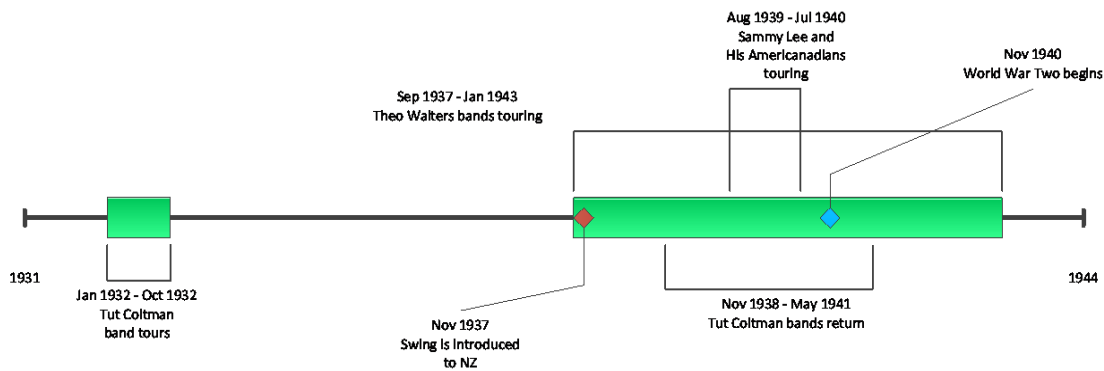 Aug 1939 - Jul 1940
Sammy Lee and
His Americanadians
touring
Nov 1940
World War Two begins
Sep 1937 - Jan 1943
Theo Walters bands touring
1931
1944
Jan 1932 - Oct 1932
Tut Coltman
band tours
Nov 1937
Swing is introduced
to NZ
Nov 1938 - May 1941
Tut Coltman bands return